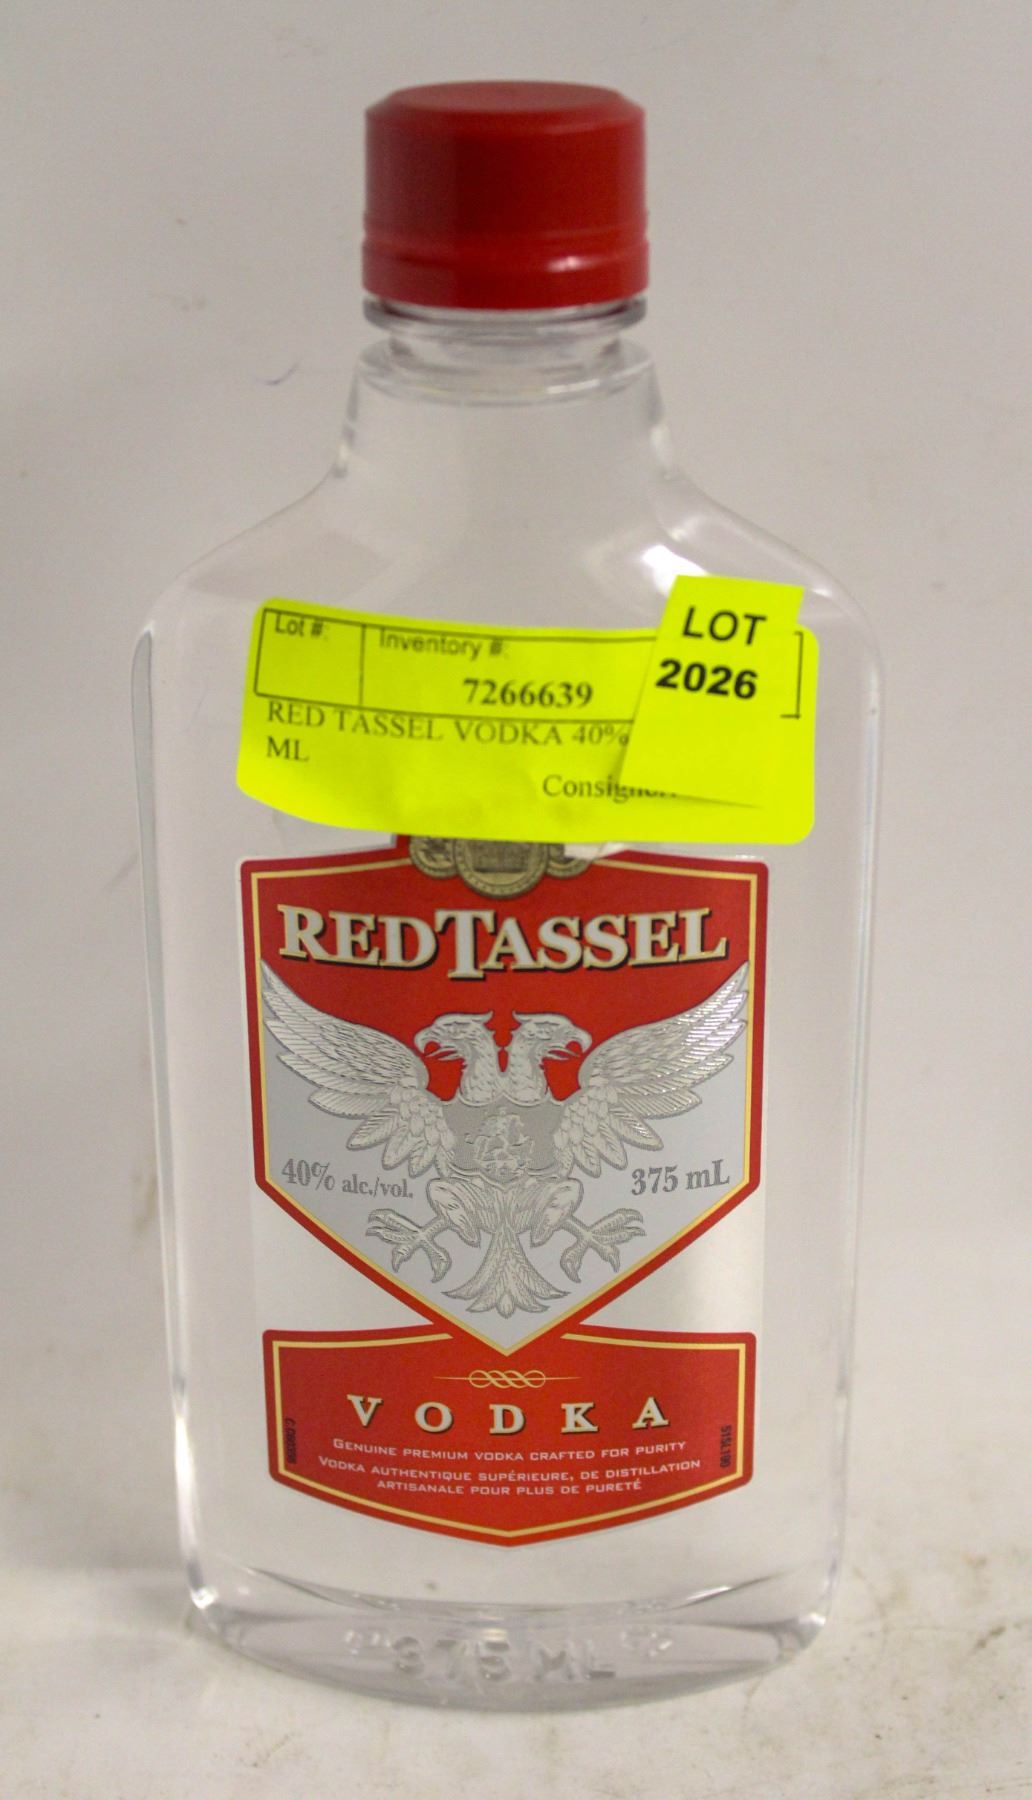 LOT
2026
Lot #:
Inventory #:
7266639
RED TASSEL VODKA 40%
ML
RED TASSEL
40% alc./vol.
375 mL
VODKA
GENUINE PREMIUM VODKA CRAFTED FOR PURITY
VODKA AUTHENTIQUE SUPÉRIEURE, DE DISTILLATION
ARTISANALE POUR PLUS DE PURETÉ
375 ML